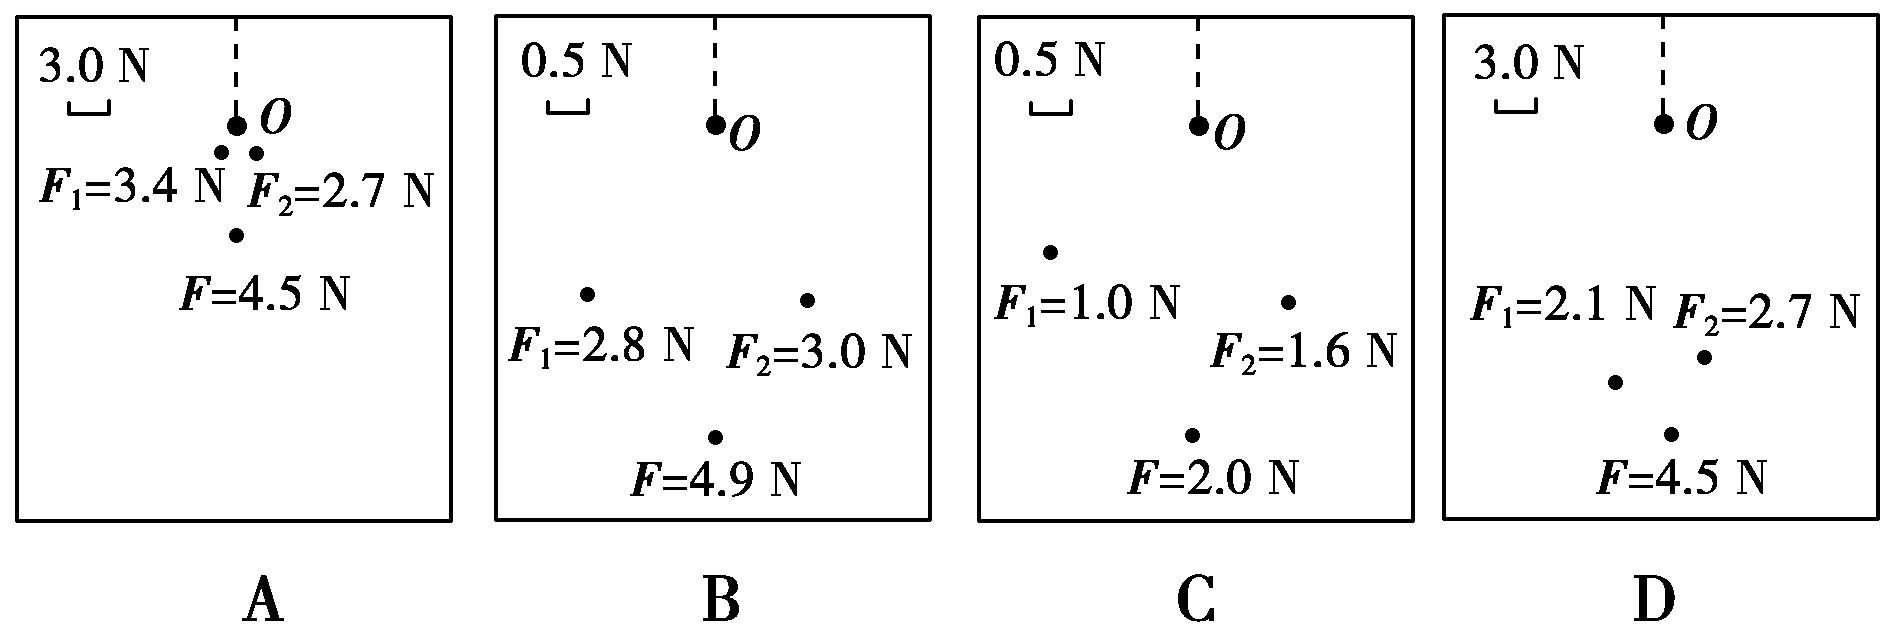 3.0 N
O
F₁=3.4 N
F₂=2.7 N
F=4.5 N
A
0.5 N
O
F₁=2.8 N
F₂=3.0 N
F=4.9 N
B
0.5 N
O
F₁=1.0 N
F₂=1.6 N
F=2.0 N
C
3.0 N
O
F₁=2.1 N
F₂=2.7 N
F=4.5 N
D